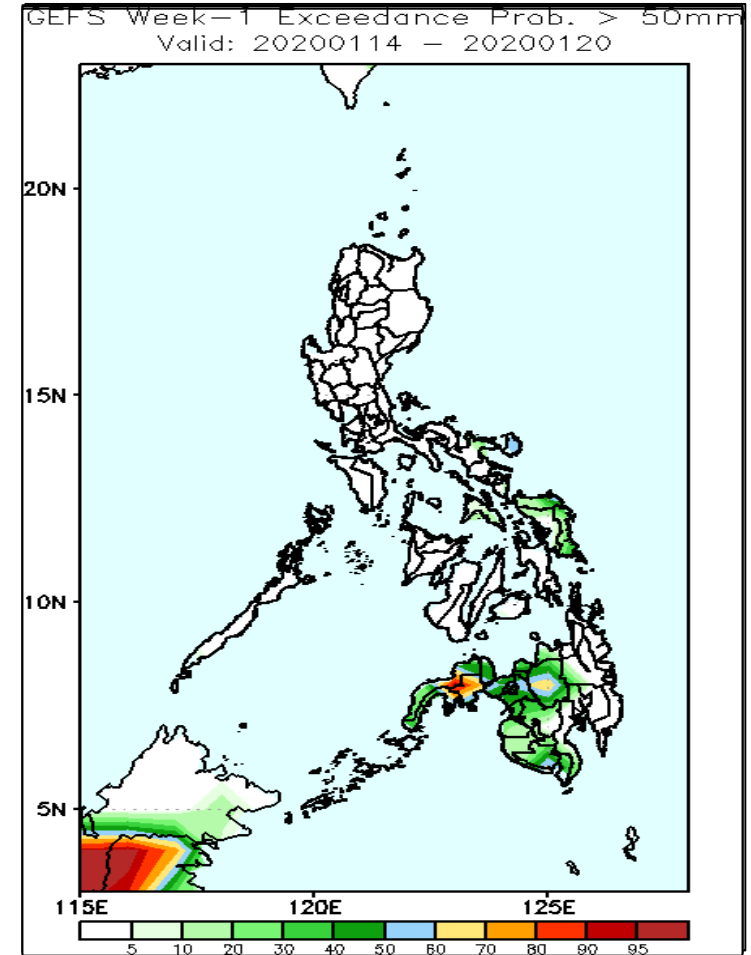 GEFS Week-1 Exceedance Prob. > 50mm
Valid: 20200114 - 20200120
20N
15N
10N
5N
115E 120E 125E
5 10 20 30 40 50 60 70 80 90 95